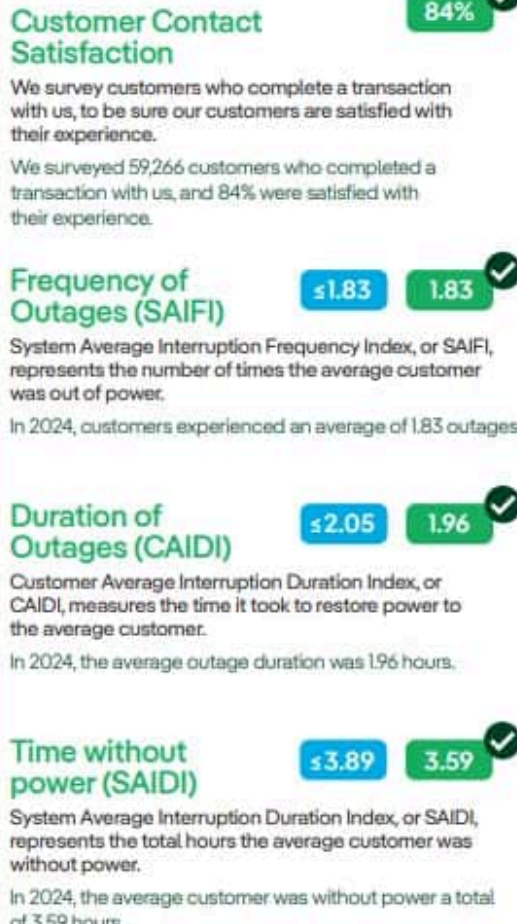 Customer Contact
Satisfaction
84%
We survey customers who complete a transaction
with us, to be sure our customers are satisfied with
their experience.
We surveyed 59,266 customers who completed a
transaction with us, and 84% were satisfied with
their experience.
Frequency of
Outages (SAIFI)
≤1.83
1.83
System Average Interruption Frequency Index, or SAIFI,
represents the number of times the average customer
was out of power.
In 2024, customers experienced an average of 1.83 outages
Duration of
Outages (CAIDI)
≤2.05
1.96
Customer Average Interruption Duration Index, or
CAIDI, measures the time it took to restore power to
the average customer.
In 2024, the average outage duration was 1.96 hours.
Time without
power (SAIDI)
≤3.89
3.59
System Average Interruption Duration Index, or SAIDI,
represents the total hours the average customer was
without power.
In 2024, the average customer was without power a total
of 3.59 hours